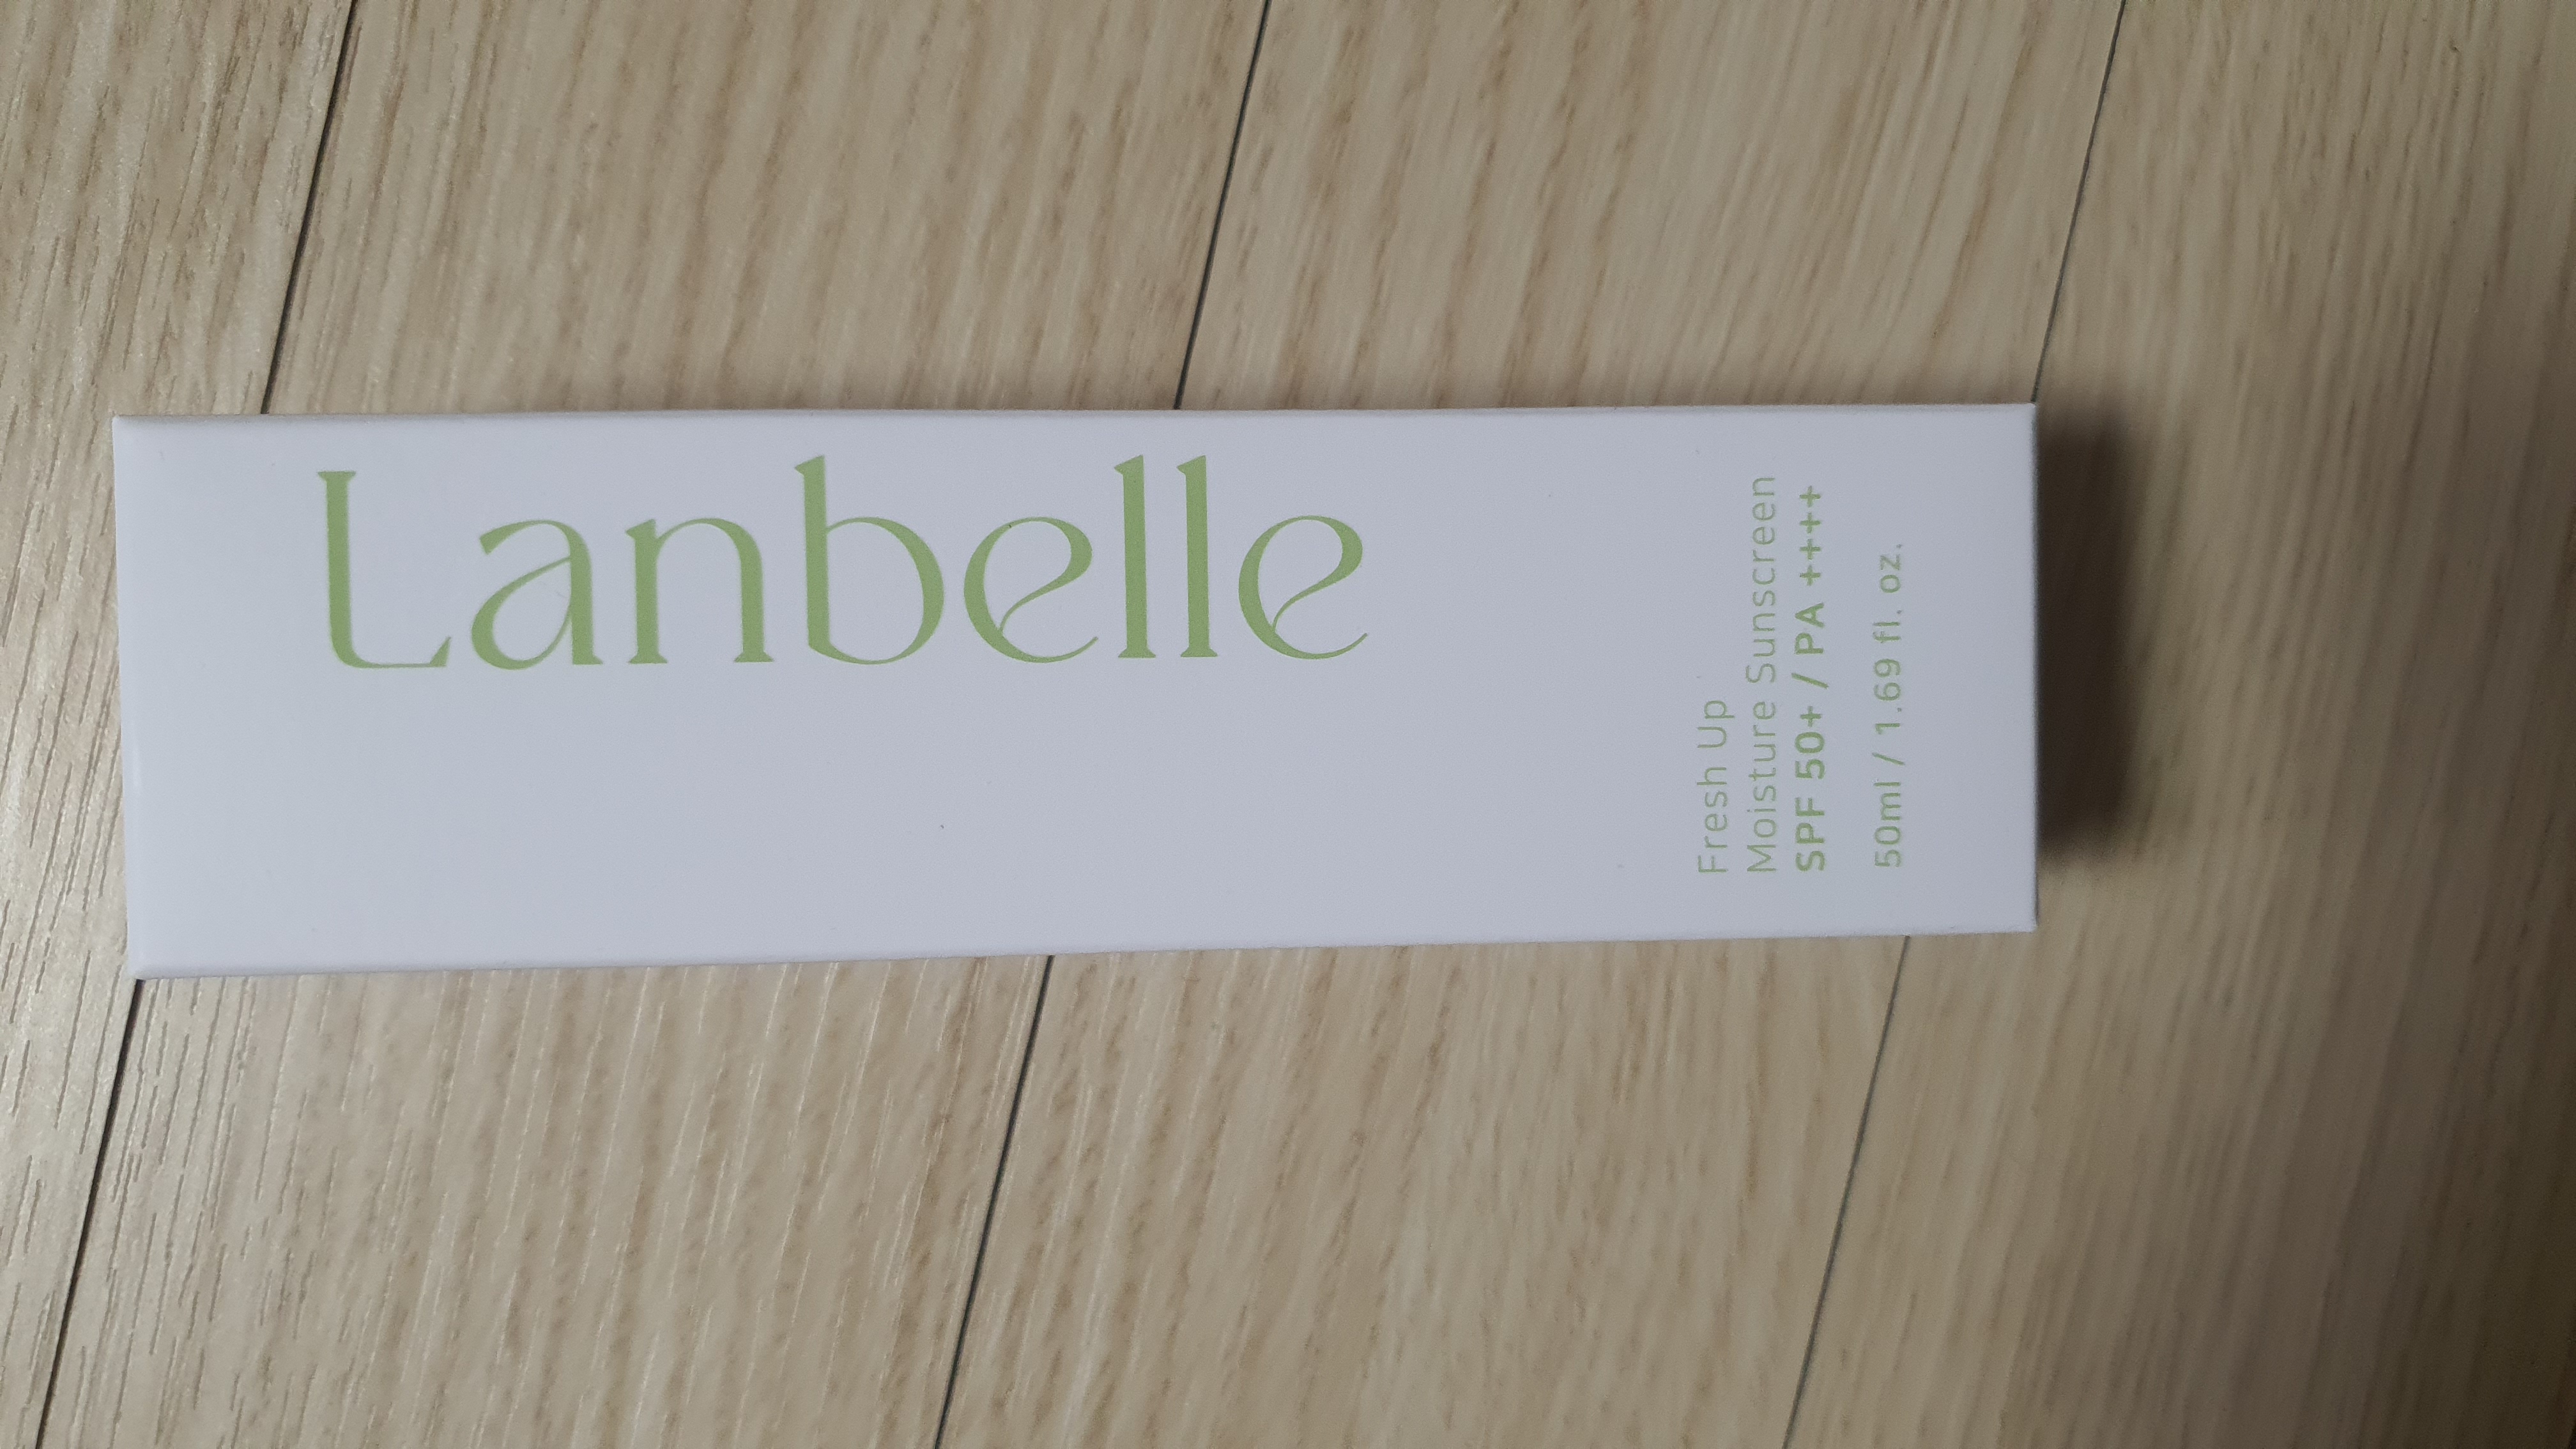 Lanbelle
Fresh Up
Moisture Sunscreen
SPF 50+ / PA ++++
50ml / 1.69 fl. oz.